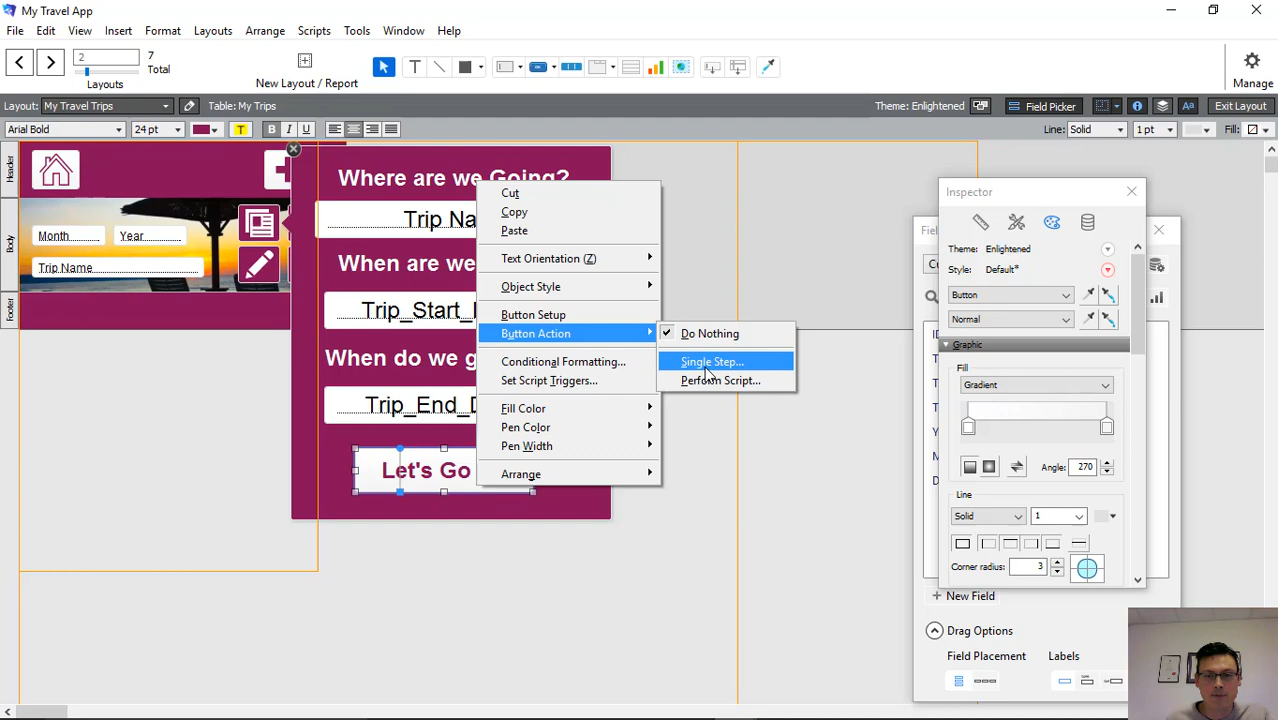 My Travel App
File Edit View Insert Format Layouts Arrange Scripts Tools Window Help
2
7
Total
Layouts
New Layout / Report
Manage
Layout: My Travel Trips Table: My Trips Theme: Enlightened Field Picker Aa Exit Layout
Arial Bold 24 pt T B I U Line: Solid 1 pt Fill:
Header
Body
Footer
Month Year
Trip Name
Where are we Going?
Trip Na
When are we
Trip_Start_
When do we g
Trip_End_D
Let's Go
Cut
Copy
Paste
Text Orientation (Z)
Object Style
Button Setup
Button Action
Conditional Formatting...
Set Script Triggers...
Fill Color
Pen Color
Pen Width
Arrange
Do Nothing
Single Step...
Perform Script...
Inspector
Theme: Enlightened
Style: Default*
Button
Normal
Graphic
Fill
Gradient
Angle: 270
Line
Solid 1
Corner radius: 3
New Field
Drag Options
Field Placement Labels